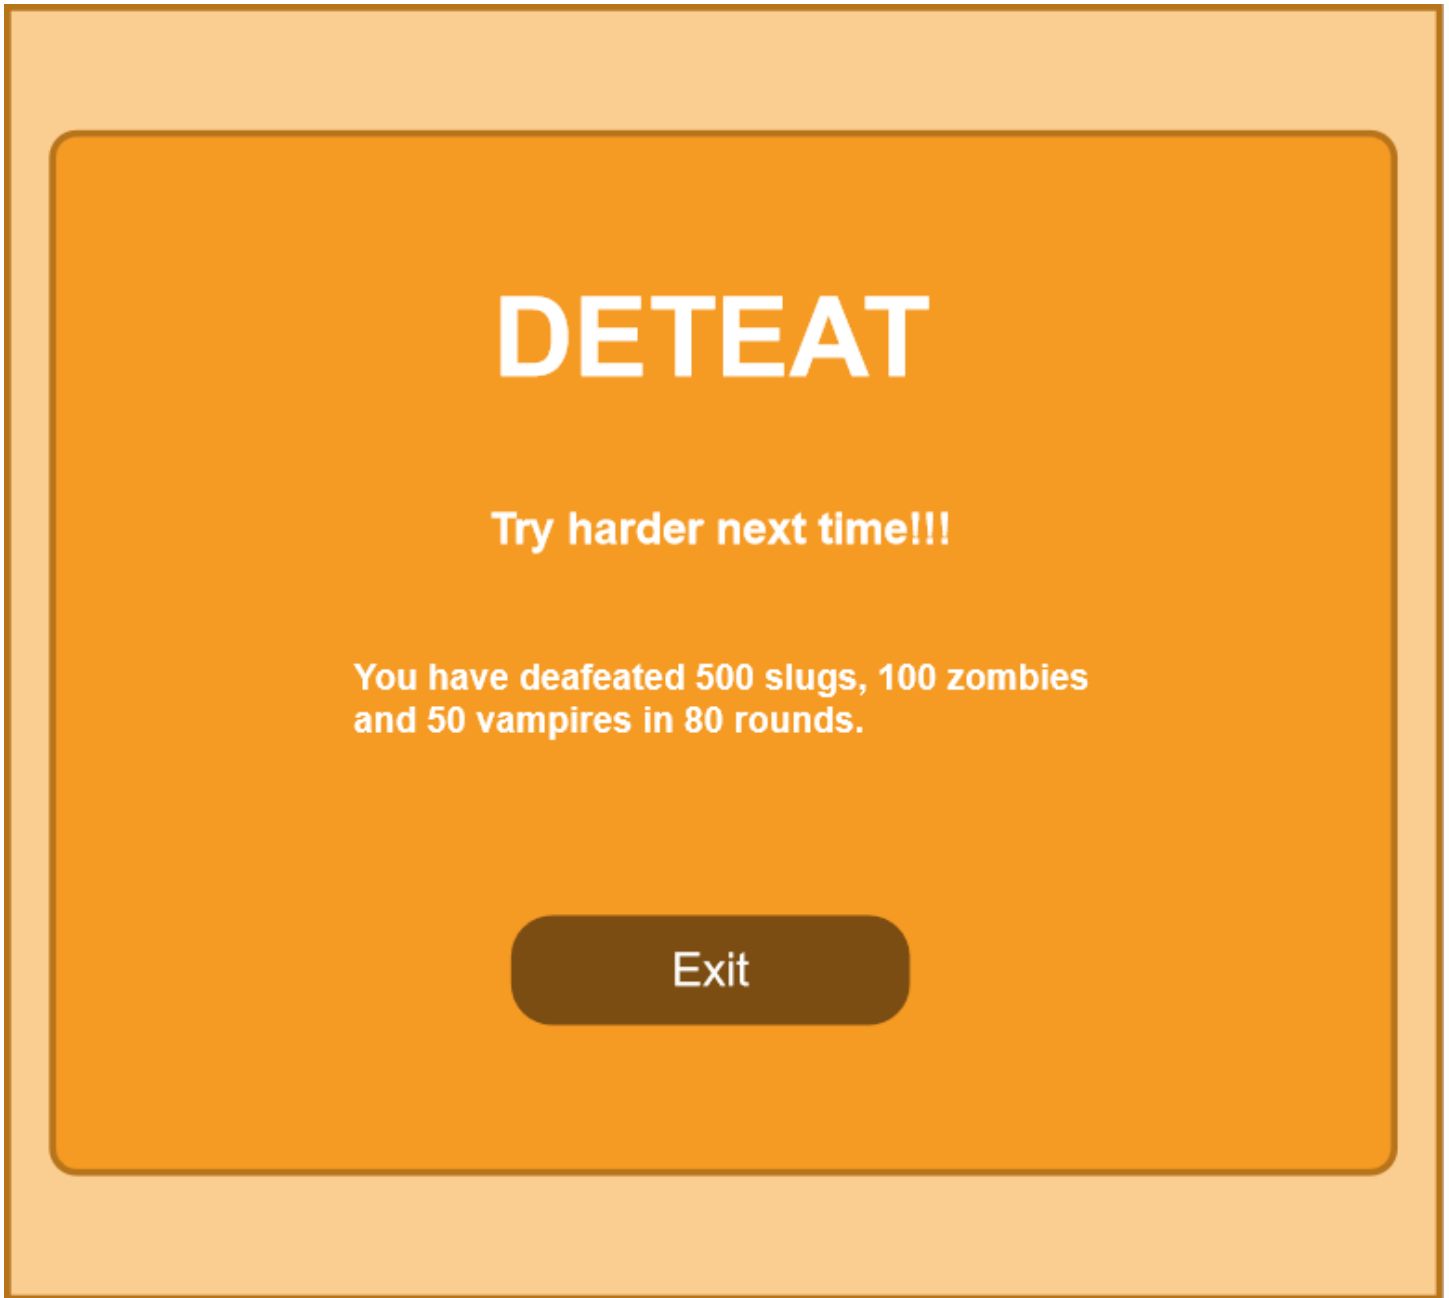 DETEAT
Try harder next time!!!
You have deafeated 500 slugs, 100 zombies
and 50 vampires in 80 rounds.
Exit